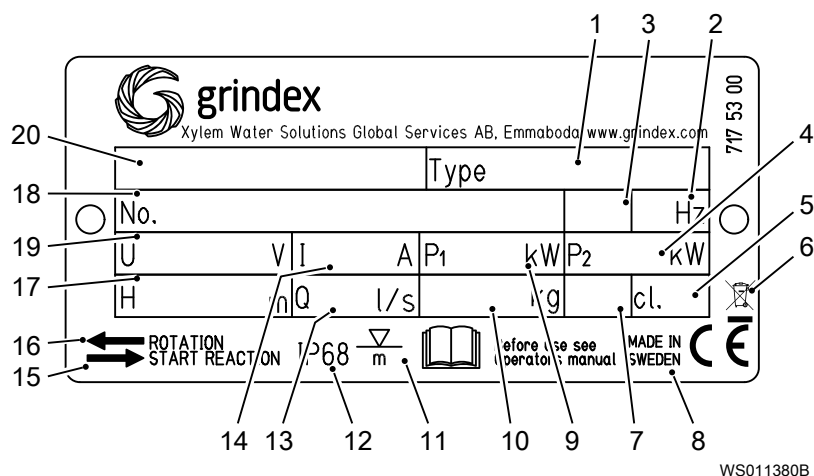 1 3 2
grindex
Xylem Water Solutions Global Services AB, Emmaboda www.grindex.com
717 53 00
20 4
Type
18
No. Hz
5
19
U V I A P1 kW P2 kW
6
17
H m Q l/s kg cl.
16 ROTATION
15 START REACTION
IP68 m
Before use see
Operators manual
MADE IN
SWEDEN
CE
14 13 12 11 10 9 7 8
WS011380B